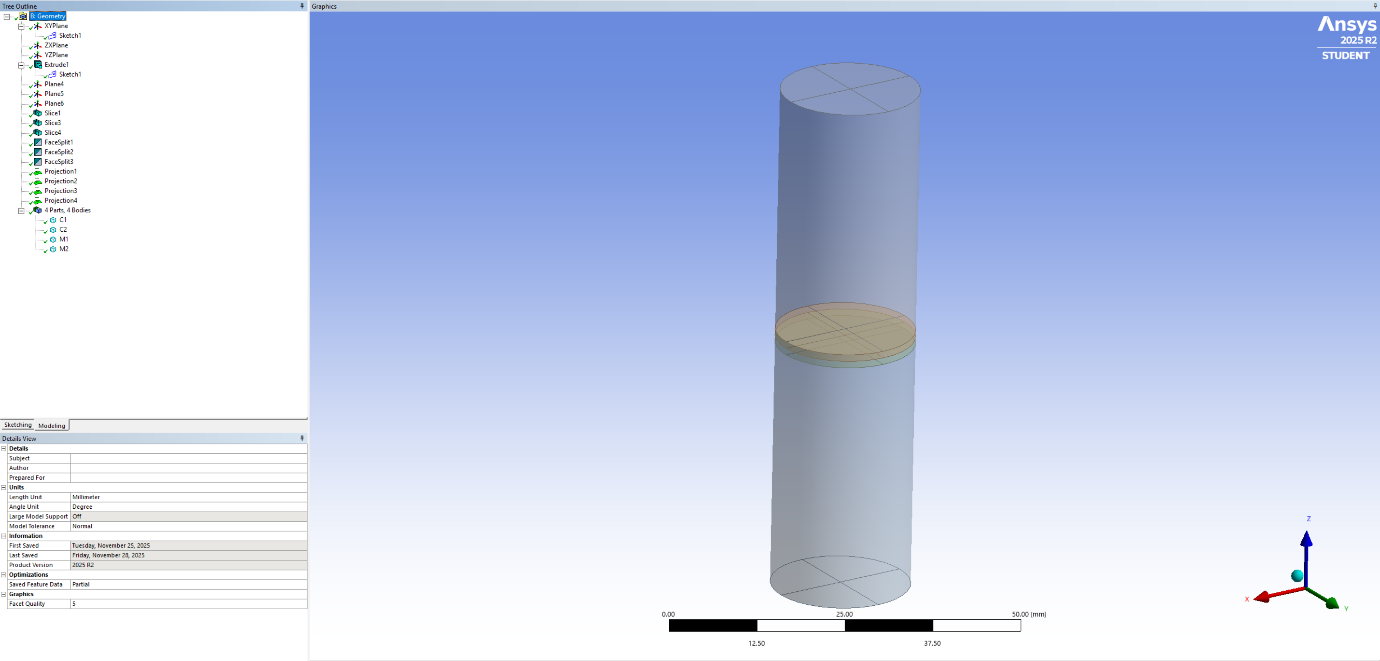 Tree Outline
Graphics
B: Geometry
XYPlane
Sketch1
ZXPlane
YZPlane
Extrude1
Sketch1
Plane4
Plane5
Plane6
Slice1
Slice3
Slice4
FaceSplit1
FaceSplit2
FaceSplit3
Projection1
Projection2
Projection3
Projection4
4 Parts, 4 Bodies
C1
C2
M1
M2
Sketching Modeling
Details View
Details
Subject
Author
Prepared For
Units
Length Unit Millimeter
Angle Unit Degree
Large Model Support Off
Model Tolerance Normal
Information
First Saved Tuesday, November 25, 2025
Last Saved Friday, November 28, 2025
Product Version 2025 R2
Optimizations
Saved Feature Data Partial
Graphics
Facet Quality 5
Ansys
2025 R2
STUDENT
0.00 25.00 50.00 (mm)
12.50 37.50
Z
X
Y